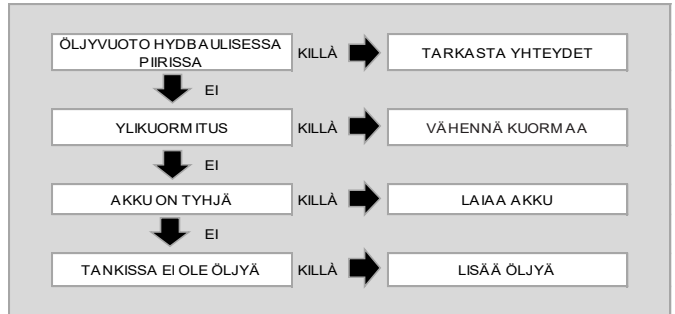 ÖLJYVUOTO HYDBAULISESSA
PIIRISSA
KILLÀ
TARKASTA YHTEYDET
EI
YLIKUORMITUS
KILLÀ
VÄHENNÄ KUORMAA
EI
AKKU ON TYHJÄ
KILLÀ
LAIAA AKKU
EI
TANKISSA EI OLE ÖLJYÄ
KILLÀ
LISÄÄ ÖLJYÄ